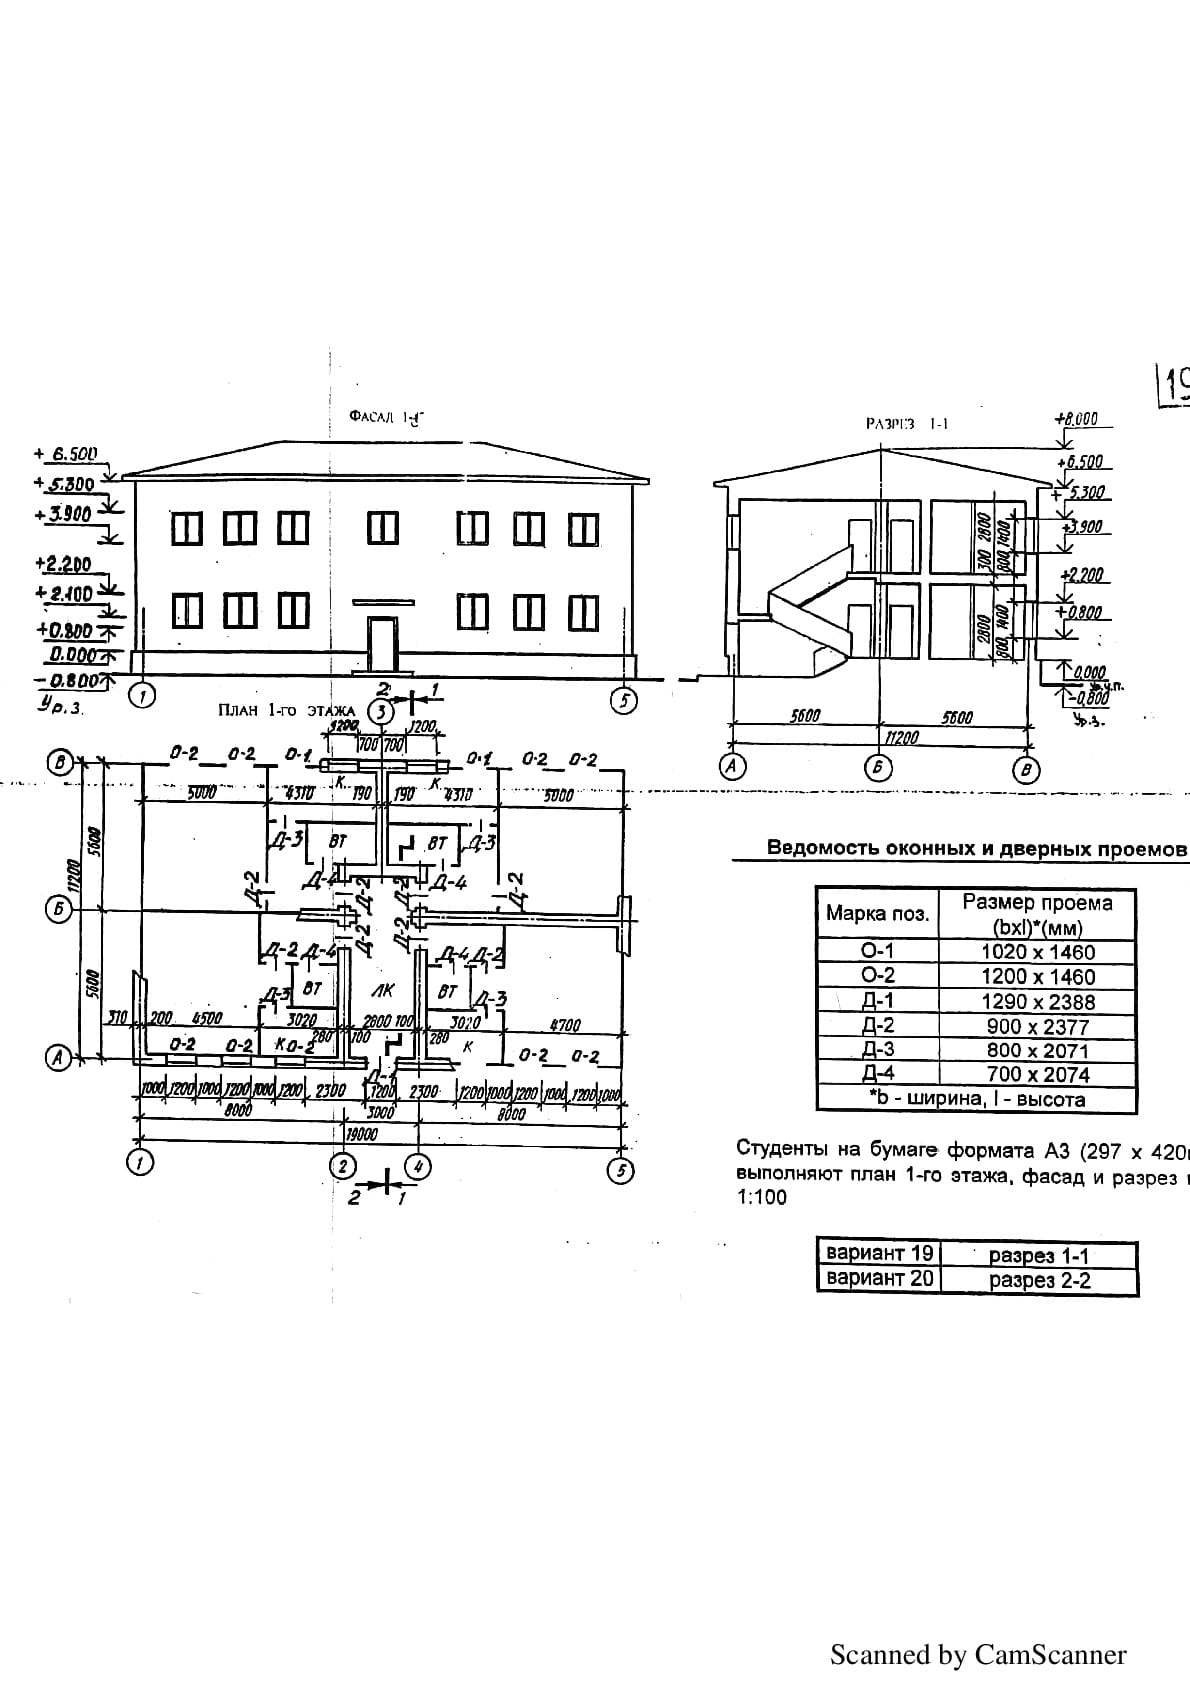 19
ФАСАД 1-5
+ 6.500
+ 5.300
+ 3.900
+2.200
+ 2.100
+0.800
0.000
- 0.800
Ур.з.
1
5
РАЗРЕЗ 1-1
+8.000
+6.500
+ 5.300
+3.900
+2.200
+0.800
0,000
Ур.ч.п.
-0,800
Ур.з.
2800
700
1400
800
2800
1400
800
5600
5600
11200
А
Б
В
ПЛАН 1-го ЭТАЖА
3
2
1
1200
1200
700
700
В
О-2
О-2
О-1
О-1
О-2
О-2
К
К
5000
4310
190
190
4310
5000
Д-3
ВТ
ВТ
Д-3
5600
11200
Д-2
Д-4
Д-2
Д-2
Д-4
Д-2
Б
Д-2
Д-2
5600
Д-2
Д-4
Д-4
Д-2
Д-3
ВТ
ЛК
ВТ
Д-3
310
200
4500
3020
2600
100
3020
4700
280
100
280
А
О-2
О-2
К
О-2
К
О-2
О-2
Д-1
1000
1200
1000
1200
1000
1200
2300
1200
2300
1200
1000
1200
1000
1200
1000
8000
3000
8000
19000
1
2
4
5
2
1
Ведомость оконных и дверных проемов
Марка поз.
Размер проема
(bxl)*(мм)
О-1 1020 х 1460
О-2 1200 х 1460
Д-1 1290 х 2388
Д-2 900 х 2377
Д-3 800 х 2071
Д-4 700 х 2074
*b - ширина, l - высота
Студенты на бумаге формата А3 (297 х 420
выполняют план 1-го этажа, фасад и разрез
1:100
вариант 19 разрез 1-1
вариант 20 разрез 2-2
Scanned by CamScanner